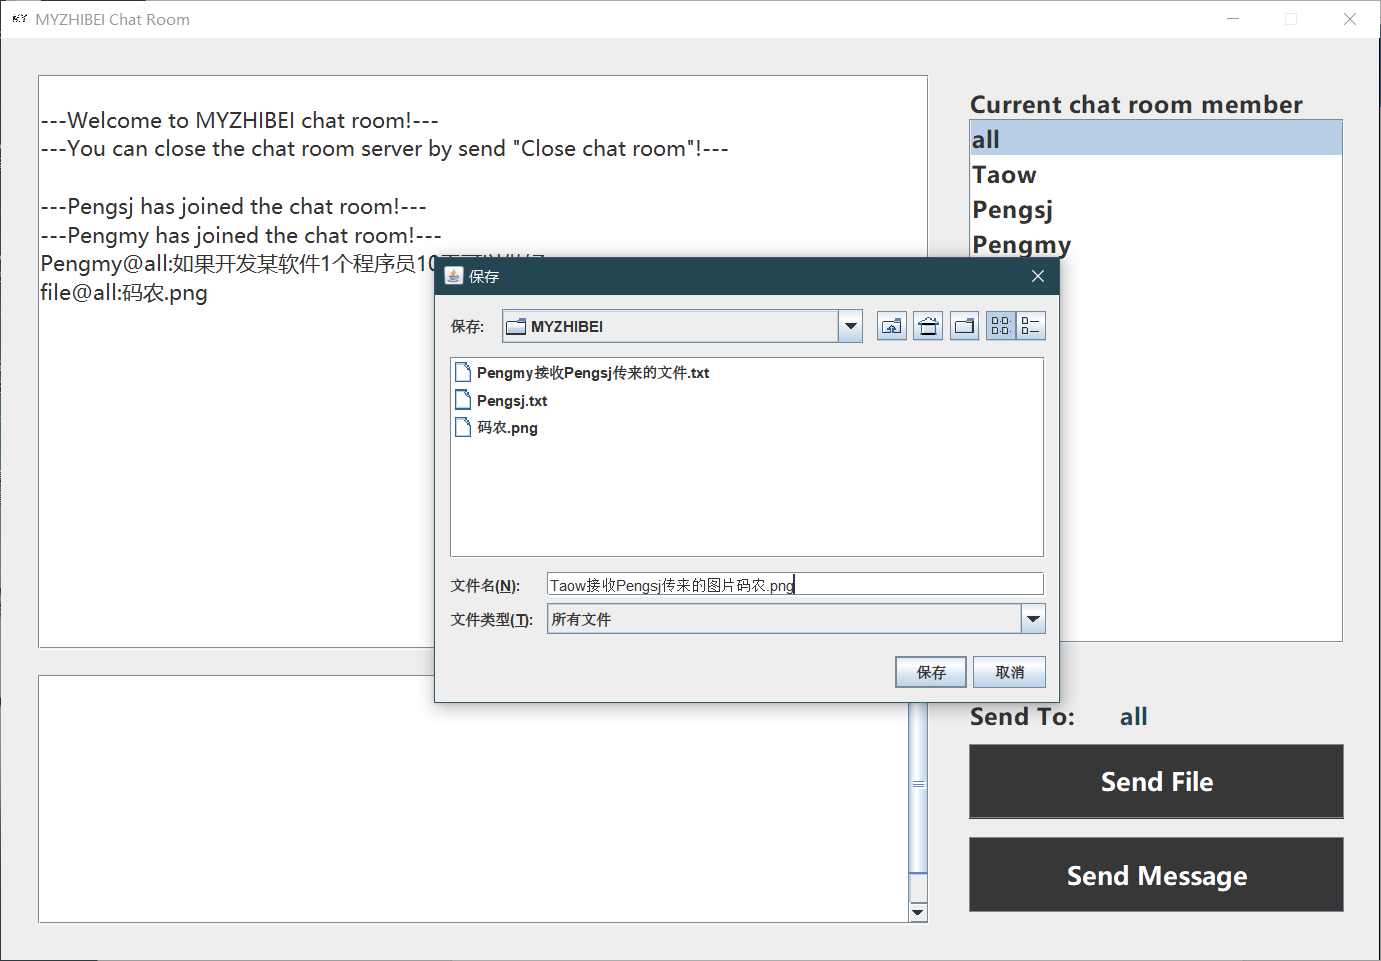 MYZHIBEI Chat Room
---Welcome to MYZHIBEI chat room!---
---You can close the chat room server by send "Close chat room"!---
---Pengsj has joined the chat room!---
---Pengmy has joined the chat room!---
Pengmy@all:如果开发某软件1个程序员10
file@all:码农.png
Current chat room member
all
Taow
Pengsj
Pengmy
保存
保存:
MYZHIBEI
Pengmy接收Pengsj传来的文件.txt
Pengsj.txt
码农.png
文件名(N):
Taow接收Pengsj传来的图片码农.png
文件类型(T):
所有文件
保存
取消
Send To: all
Send File
Send Message